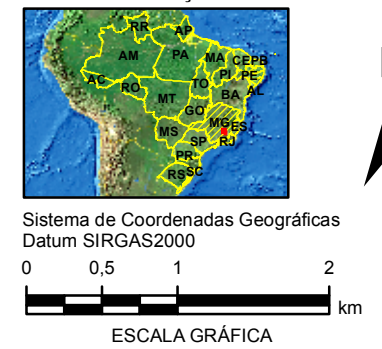 RR AP
AM PA MA CE PB
PI PE
AC RO TO AL
MT BA
GO
MG ES
MS SP RJ
PR
RS SC
Sistema de Coordenadas Geográficas
Datum SIRGAS2000
0 0,5 1 2
km
ESCALA GRÁFICA